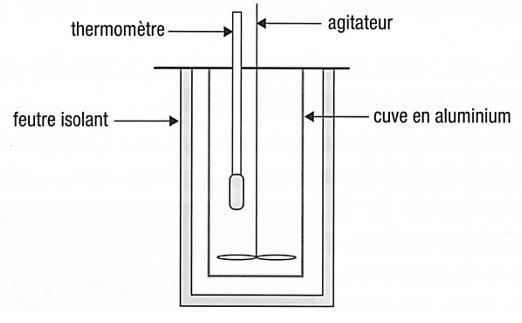 thermomètre
agitateur
feutre isolant
cuve en aluminium